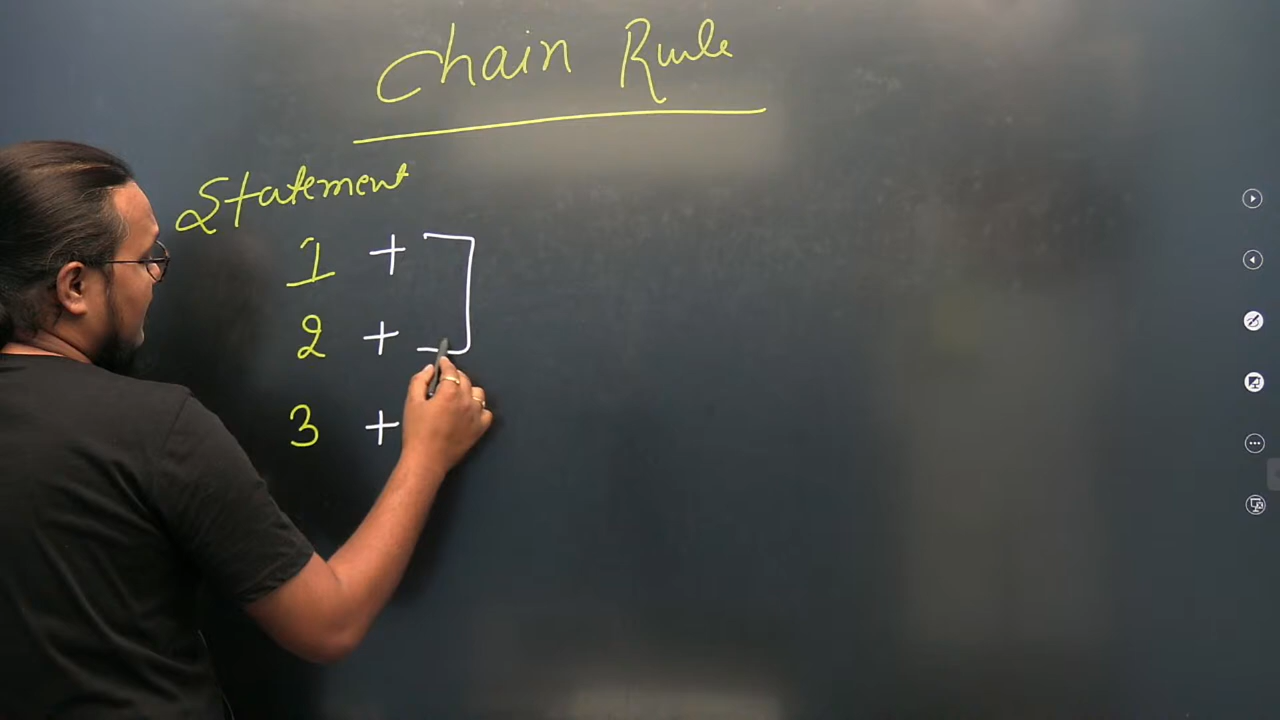 Chain Rule
Statement
1 +
2 +
3 +